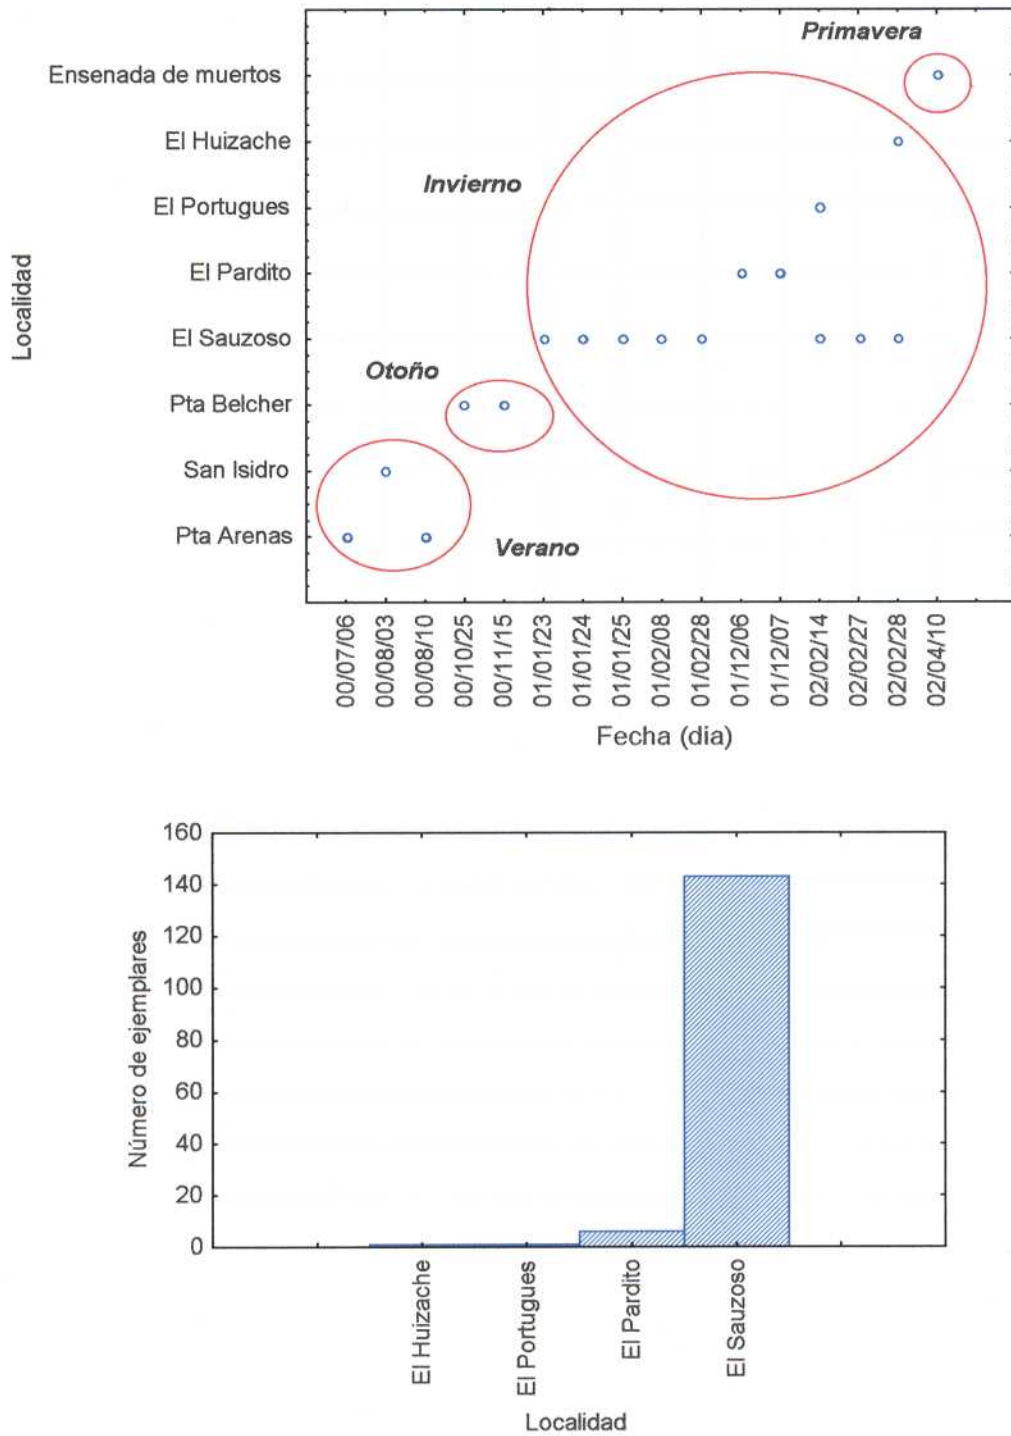 Primavera
Ensenada de muertos
El Huizache
Invierno
El Portugues
El Pardito
Localidad
El Sauzoso
Otoño
Pta Belcher
San Isidro
Pta Arenas
Verano
00/07/06
00/08/03
00/08/10
00/10/25
00/11/15
01/01/23
01/01/24
01/01/25
01/02/08
01/02/28
01/12/06
01/12/07
02/02/14
02/02/27
02/02/28
02/04/10
Fecha (dia)
160
140
120
100
80
60
40
20
0
Número de ejemplares
El Huizache
El Portugues
El Pardito
El Sauzoso
Localidad